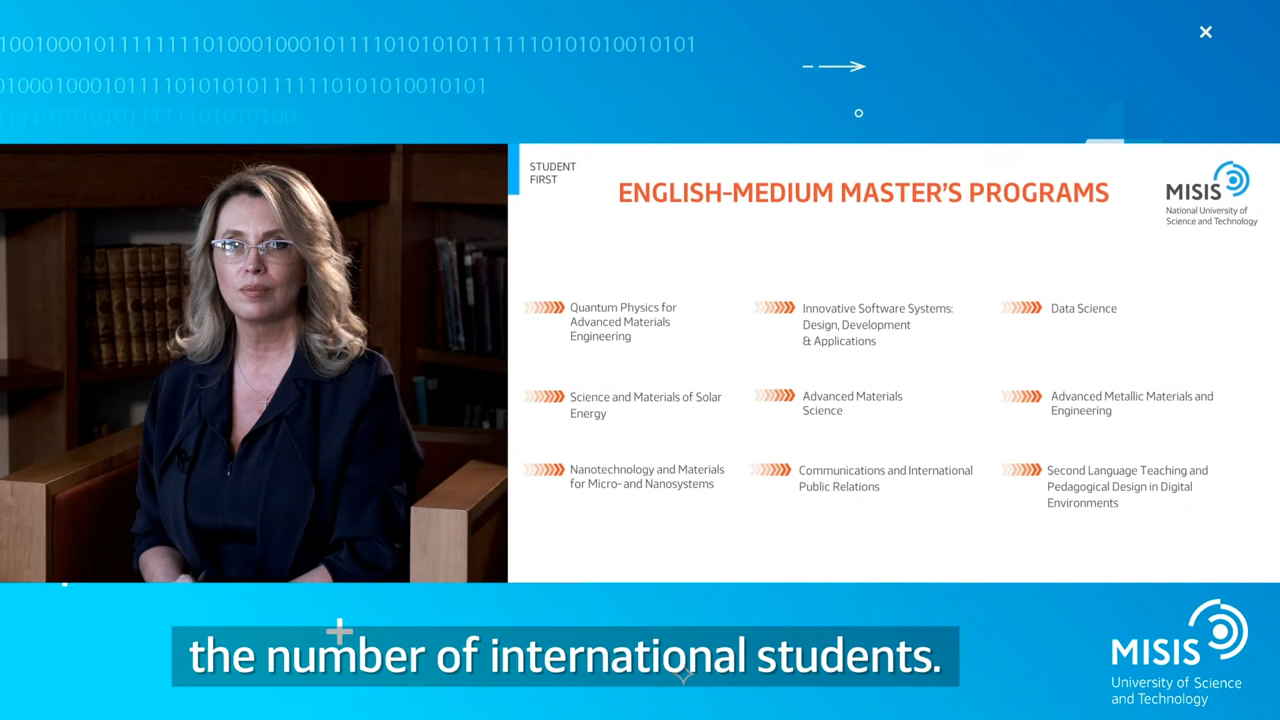 1001000101111111101000100010111101010101111110101010010101
01000100010111101010101111110101010010101
STUDENT
FIRST
ENGLISH-MEDIUM MASTER'S PROGRAMS
MISIS
National University of
Science and Technology
Quantum Physics for
Advanced Materials
Engineering
Innovative Software Systems:
Design, Development
& Applications
Data Science
Science and Materials of Solar
Energy
Advanced Materials
Science
Advanced Metallic Materials and
Engineering
Nanotechnology and Materials
for Micro- and Nanosystems
Communications and International
Public Relations
Second Language Teaching and
Pedagogical Design in Digital
Environments
the number of international students.
MISIS
University of Science
and Technology